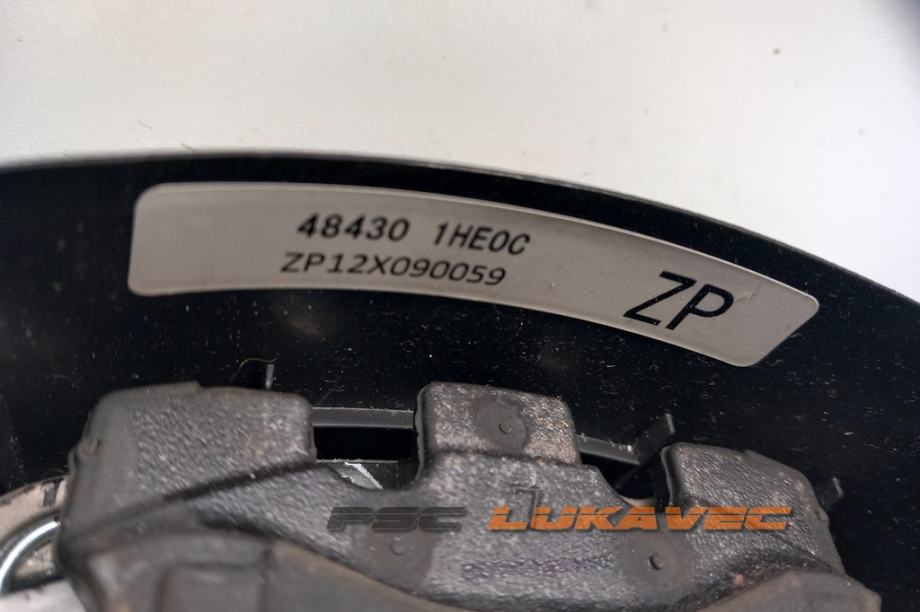 48430 1HE0C
ZP12X090059
ZP
PSC LUKAVEC